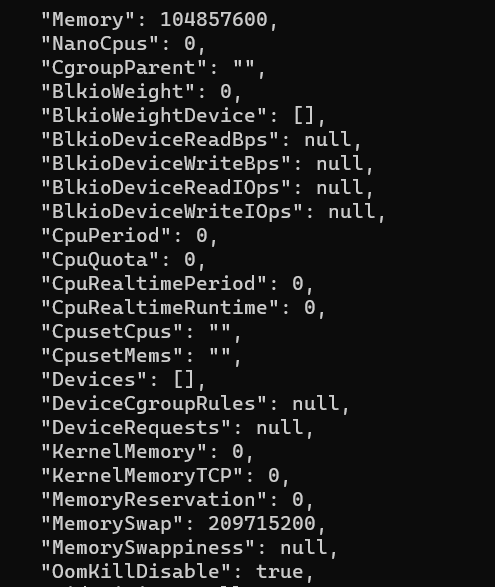 "Memory": 104857600,
"NanoCpus": 0,
"CgroupParent": "",
"BlkioWeight": 0,
"BlkioWeightDevice": [],
"BlkioDeviceReadBps": null,
"BlkioDeviceWriteBps": null,
"BlkioDeviceReadIOps": null,
"BlkioDeviceWriteIOps": null,
"CpuPeriod": 0,
"CpuQuota": 0,
"CpuRealtimePeriod": 0,
"CpuRealtimeRuntime": 0,
"CpusetCpus": "",
"CpusetMems": "",
"Devices": [],
"DeviceCgroupRules": null,
"DeviceRequests": null,
"KernelMemory": 0,
"KernelMemoryTCP": 0,
"MemoryReservation": 0,
"MemorySwap": 209715200,
"MemorySwappiness": null,
"OomKillDisable": true,